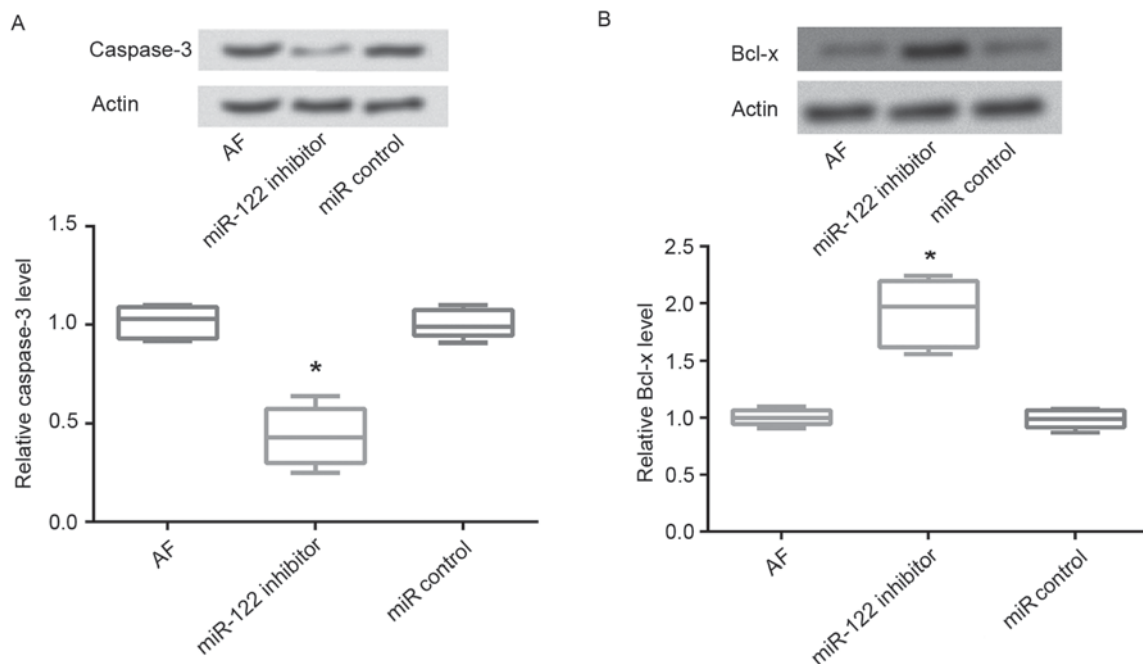 A
Caspase-3
Actin
AF
miR-122 inhibitor
miR control
Relative caspase-3 level
1.5
1.0
0.5
0.0
*
AF
miR-122 inhibitor
miR control
B
Bcl-x
Actin
AF
miR-122 inhibitor
miR control
Relative Bcl-x level
2.5
2.0
1.5
1.0
0.5
0.0
*
AF
miR-122 inhibitor
miR control